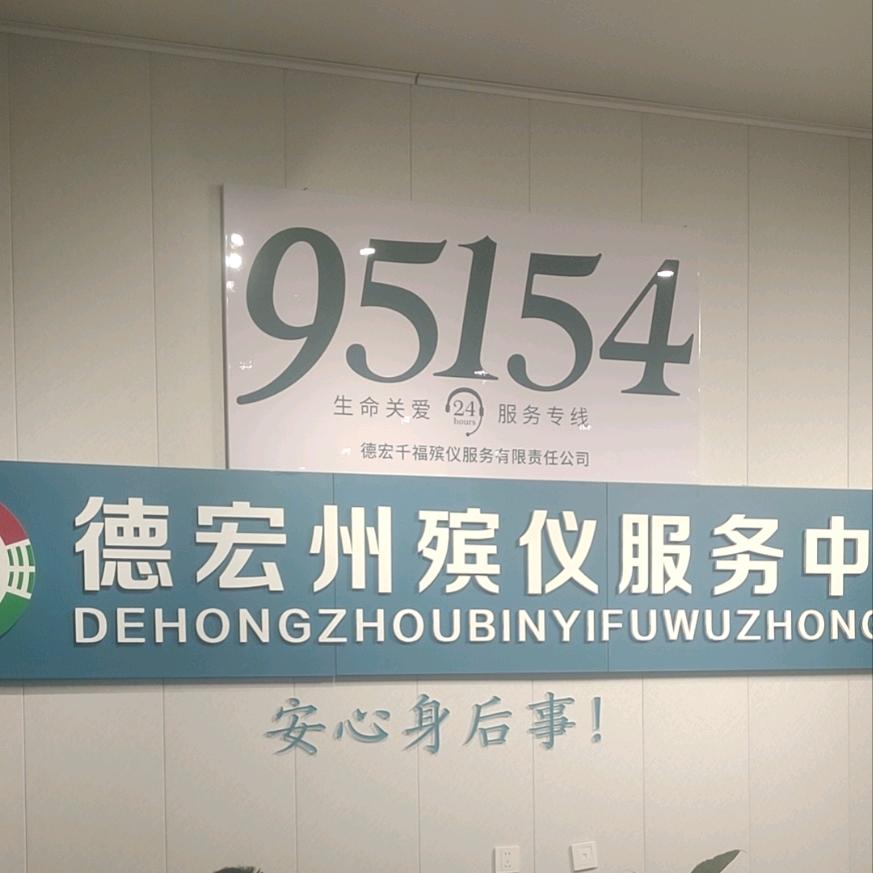 95154
生命关爱 24 hours 服务专线
德宏千福殡仪服务有限责任公司
德宏州殡仪服务中
DEHONGZHOUBINYIFUWUZHONG
安心身后事!